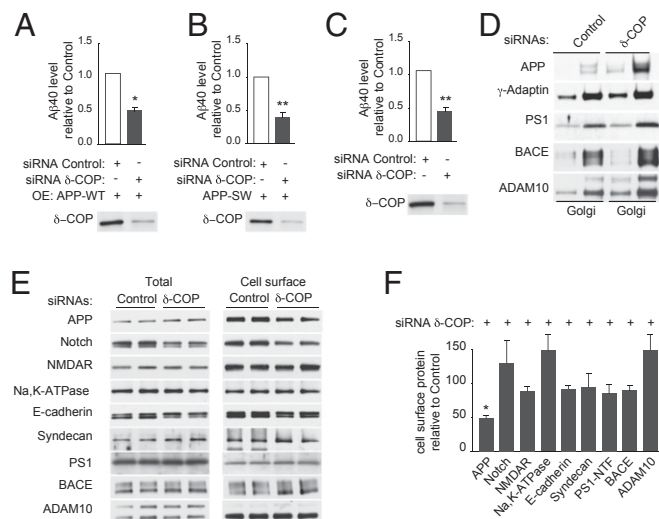 A
Aβ40 level
relative to Control
1.0
0.5
0
*
siRNA Control: + -
siRNA δ-COP: - +
OE: APP-WT + +
δ-COP
B
Aβ40 level
relative to Control
1.5
1.0
0.5
0
**
siRNA Control: + -
siRNA δ-COP: - +
APP-SW + +
δ-COP
C
Aβ40 level
relative to Control
1.0
0.5
0
**
siRNA Control: + -
siRNA δ-COP: - +
δ-COP
D
siRNAs: Control δ-COP
APP
γ-Adaptin
PS1
BACE
ADAM10
Golgi Golgi
E
Total Cell surface
siRNAs: Control δ-COP Control δ-COP
APP
Notch
NMDAR
Na,K-ATPase
E-cadherin
Syndecan
PS1
BACE
ADAM10
F
siRNA δ-COP: + + + + + + + + +
cell surface protein
relative to Control
150
100
50
0
*
APP
Notch
NMDAR
Na,K-ATPase
E-cadherin
Syndecan
PS1-NTF
BACE
ADAM10